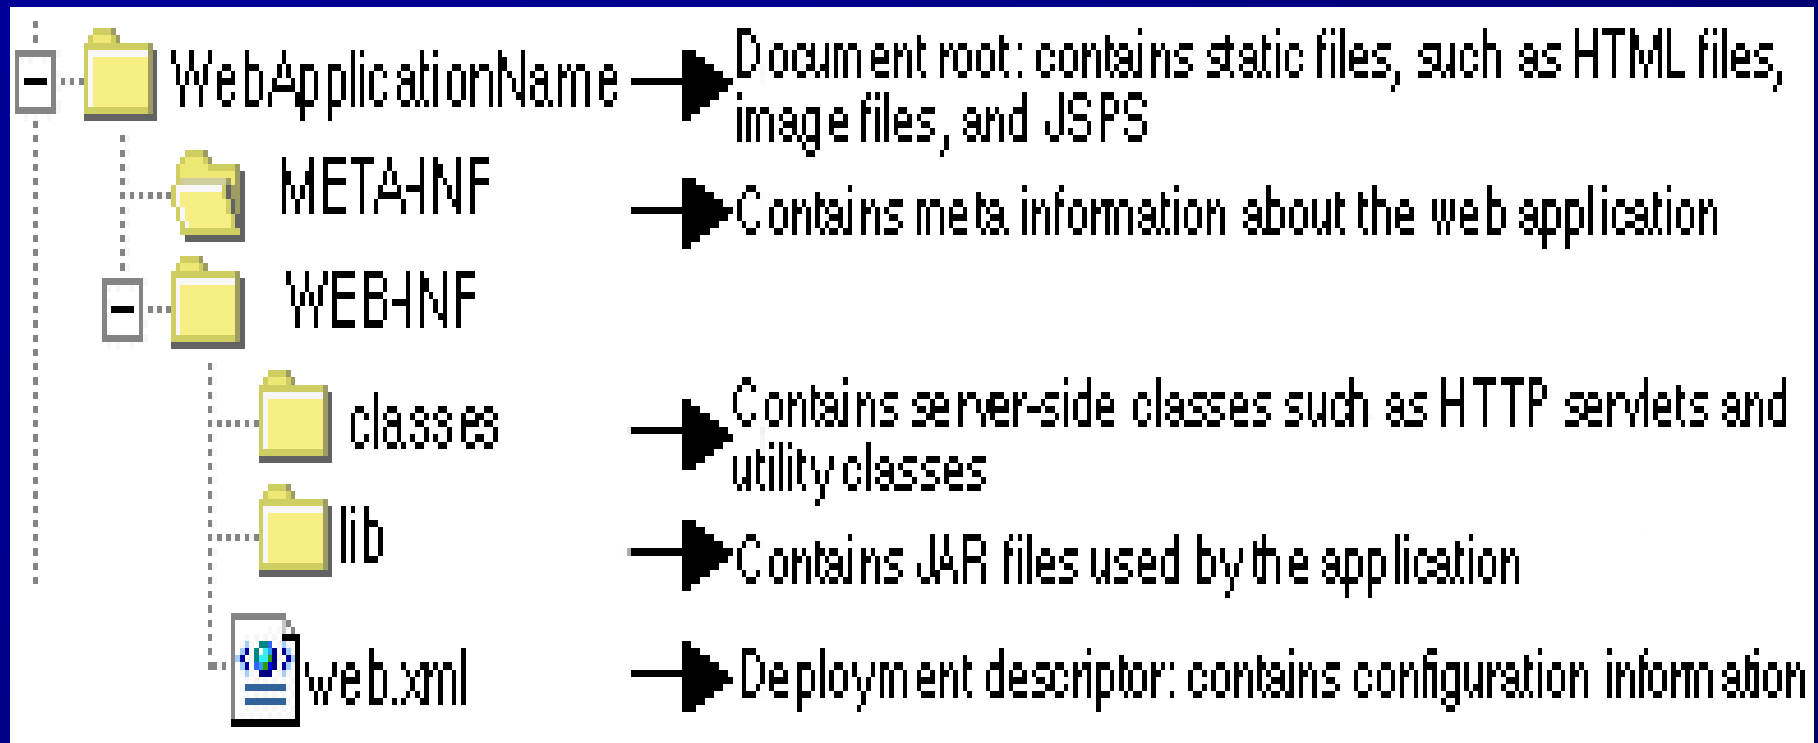 WebApplicationName
Document root: contains static files, such as HTML files,
image files, and JSPS
META-INF
Contains meta information about the web application
WEB-INF
classes
Contains server-side classes such as HTTP servlets and
utility classes
lib
Contains JAR files used by the application
web.xml
Deployment descriptor: contains configuration information